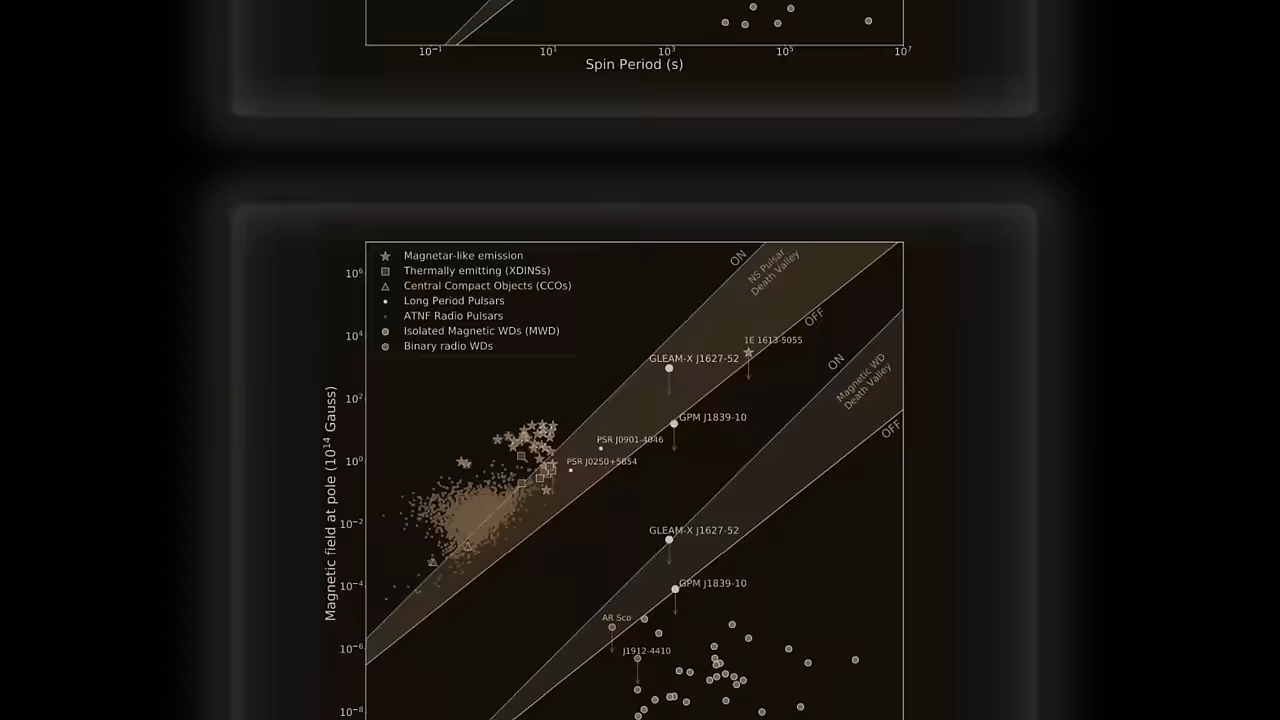 10⁻¹ 10¹ 10³ 10⁵ 10⁷
Spin Period (s)
Magnetar-like emission
Thermally emitting (XDINSs)
Central Compact Objects (CCOs)
Long Period Pulsars
ATNF Radio Pulsars
Isolated Magnetic WDs (MWD)
Binary radio WDs
ON
NS Pulsar
Death Valley
OFF
1E 1613-5055
GLEAM-X J1627-52
ON
Magnetic WD
Death Valley
OFF
GPM J1839-10
PSR J0901-4046
PSR J0250+5854
GLEAM-X J1627-52
GPM J1839-10
AR Sco
J1912-4410
Magnetic field at pole (10¹⁴ Gauss)
10⁶
10⁴
10²
10⁰
10⁻²
10⁻⁴
10⁻⁶
10⁻⁸